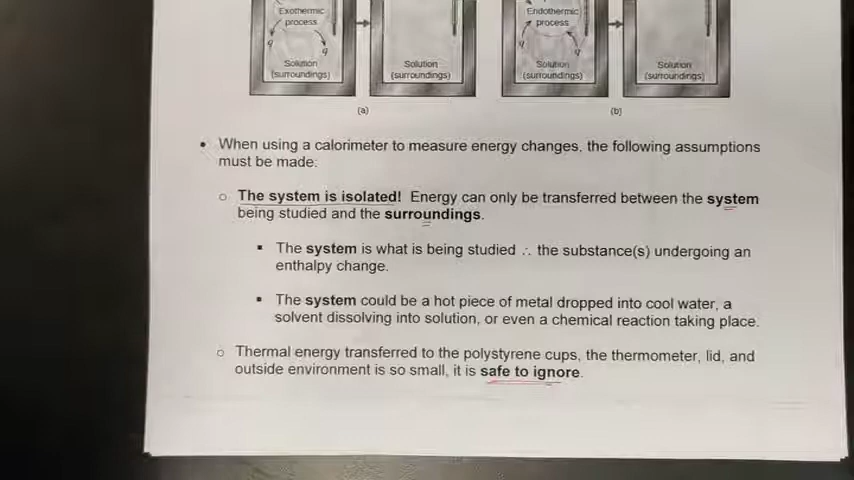 Exothermic
process
q
q
Solution
(surroundings)
Solution
(surroundings)
(a)
Endothermic
process
q
q
Solution
(surroundings)
Solution
(surroundings)
(b)
• When using a calorimeter to measure energy changes, the following assumptions
must be made:
○ The system is isolated! Energy can only be transferred between the system
being studied and the surroundings.
▪ The system is what is being studied ∴ the substance(s) undergoing an
enthalpy change.
▪ The system could be a hot piece of metal dropped into cool water, a
solvent dissolving into solution, or even a chemical reaction taking place.
○ Thermal energy transferred to the polystyrene cups, the thermometer, lid, and
outside environment is so small, it is safe to ignore.